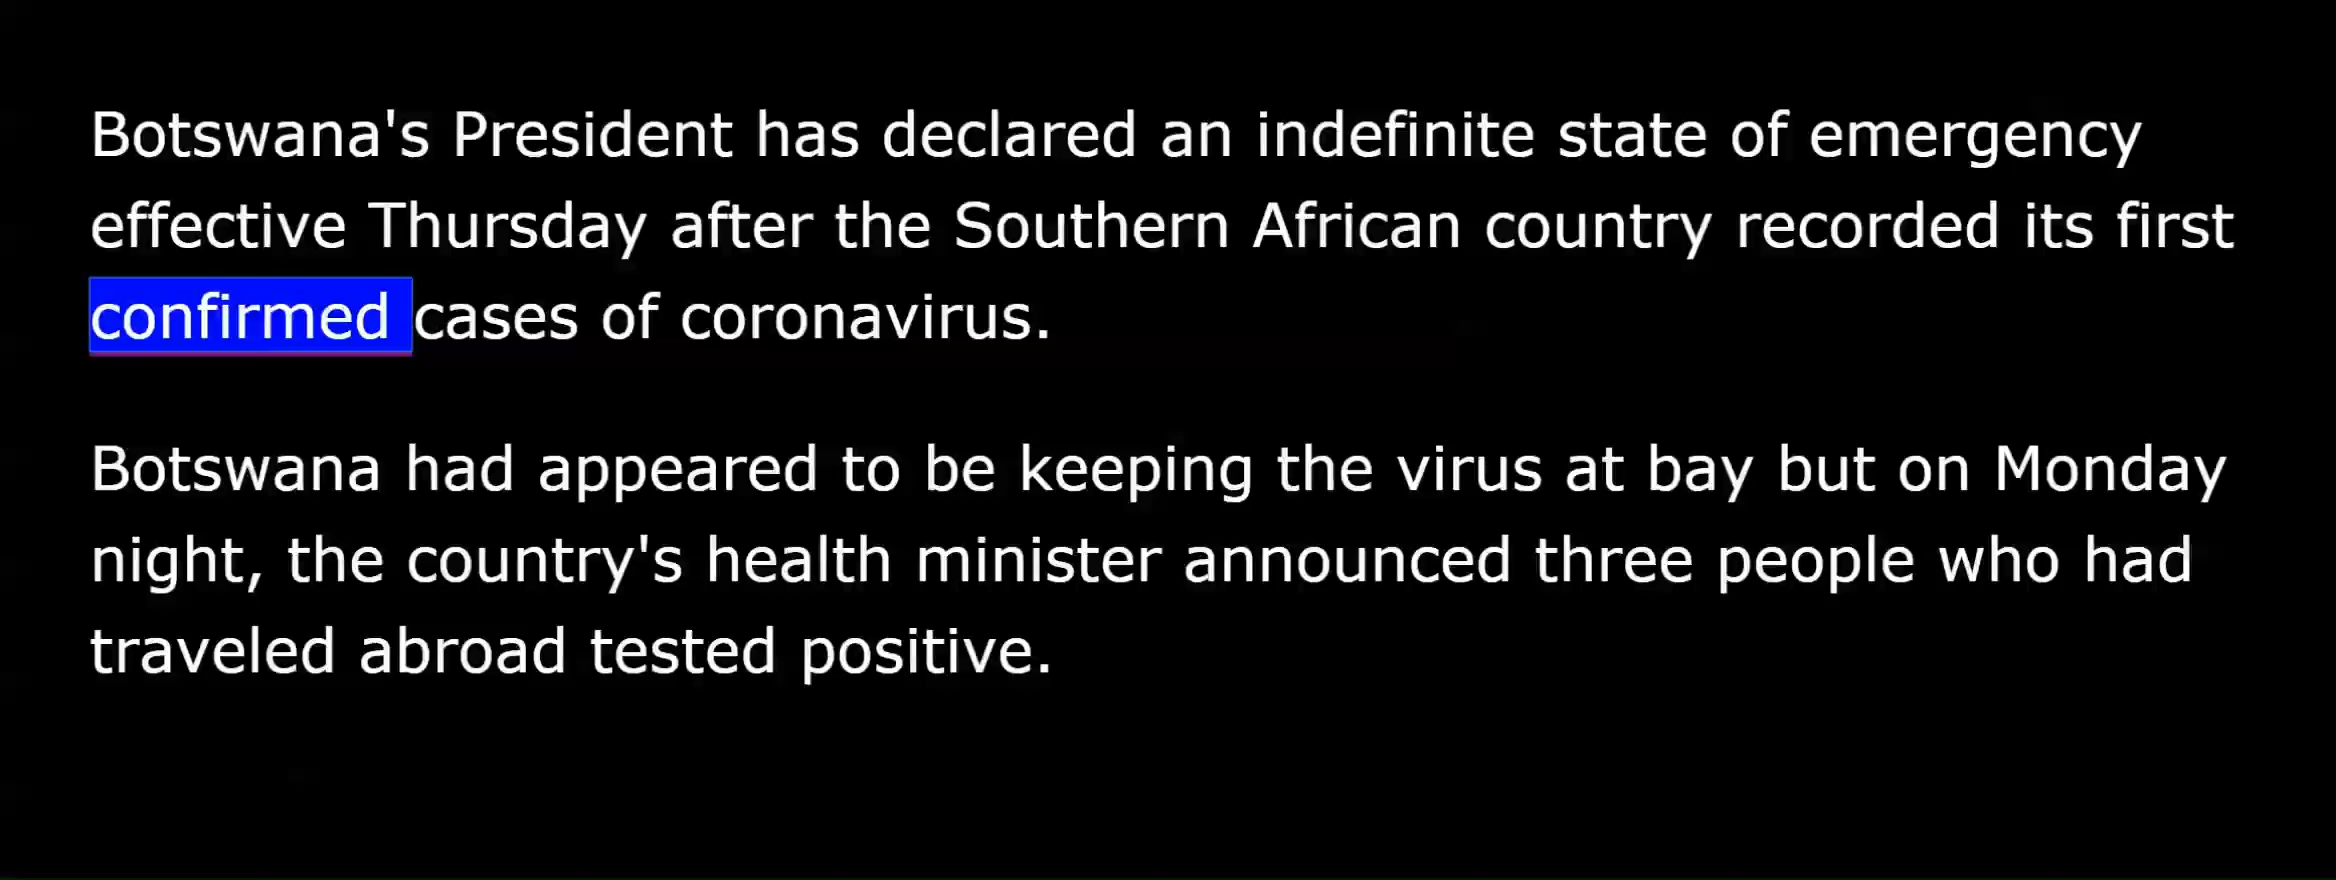 Botswana's President has declared an indefinite state of emergency
effective Thursday after the Southern African country recorded its first
confirmed cases of coronavirus.
Botswana had appeared to be keeping the virus at bay but on Monday
night, the country's health minister announced three people who had
traveled abroad tested positive.